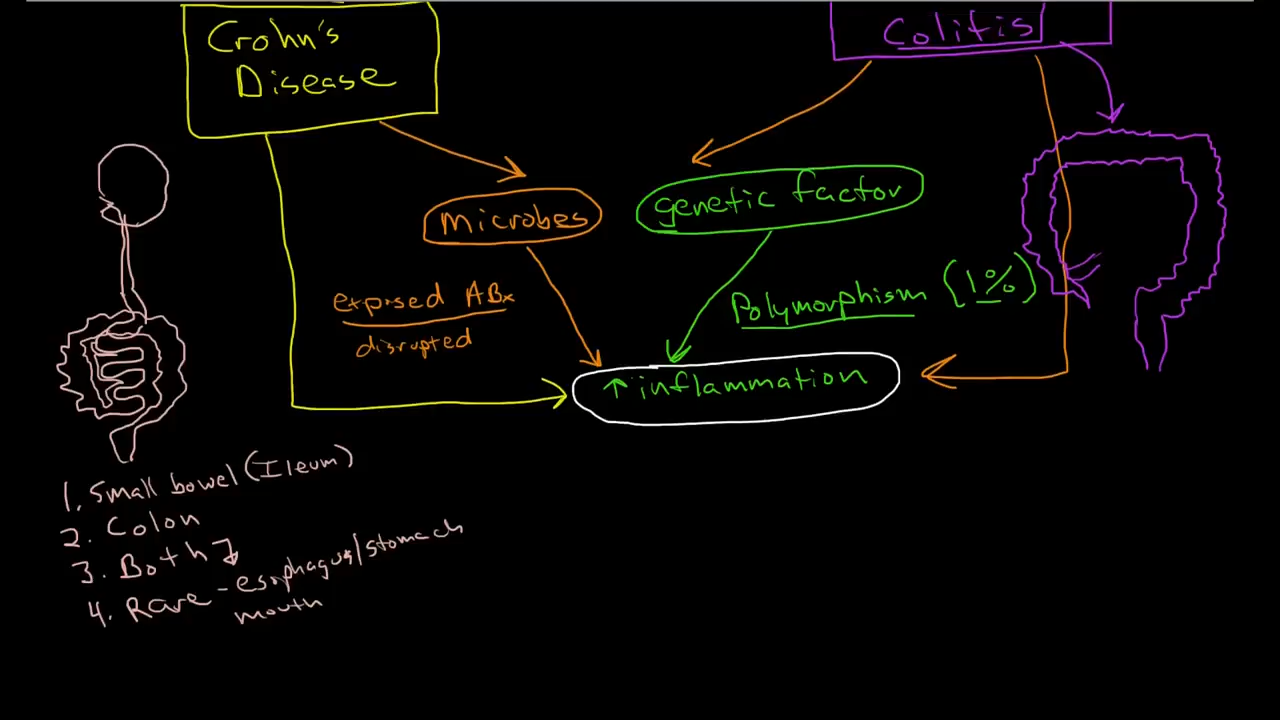 Crohn's
Disease
Colitis
microbes
genetic factor
exposed ABx
disrupted
Polymorphism (1%)
↑ inflammation
1. Small bowel (Ileum)
2. Colon
3. Both
4. Rare - esophagus/stomach
mouth